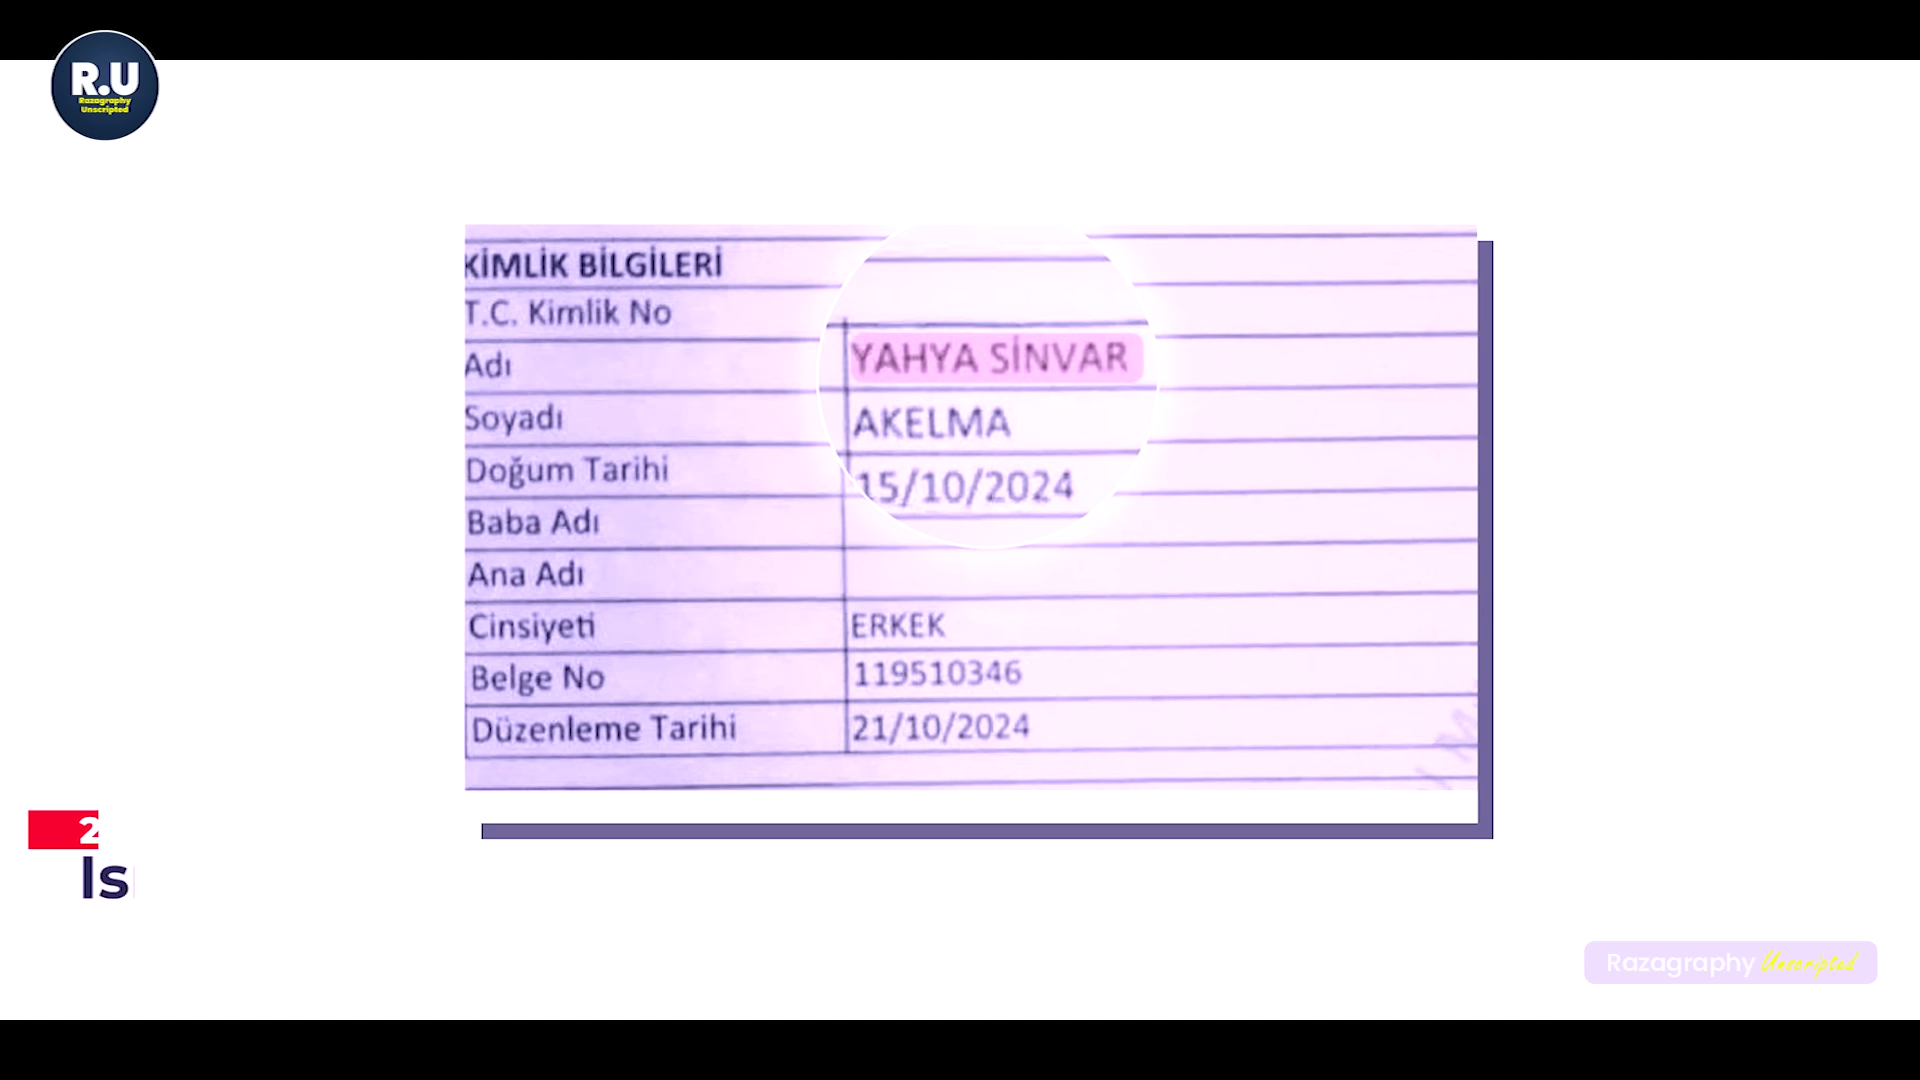 R.U
Razagraphy
Unscripted
KİMLİK BİLGİLERİ
T.C. Kimlik No
Adı YAHYA SİNVAR
Soyadı AKELMA
Doğum Tarihi 15/10/2024
Baba Adı
Ana Adı
Cinsiyeti ERKEK
Belge No 119510346
Düzenleme Tarihi 21/10/2024
2
Is
Razagraphy Unscripted